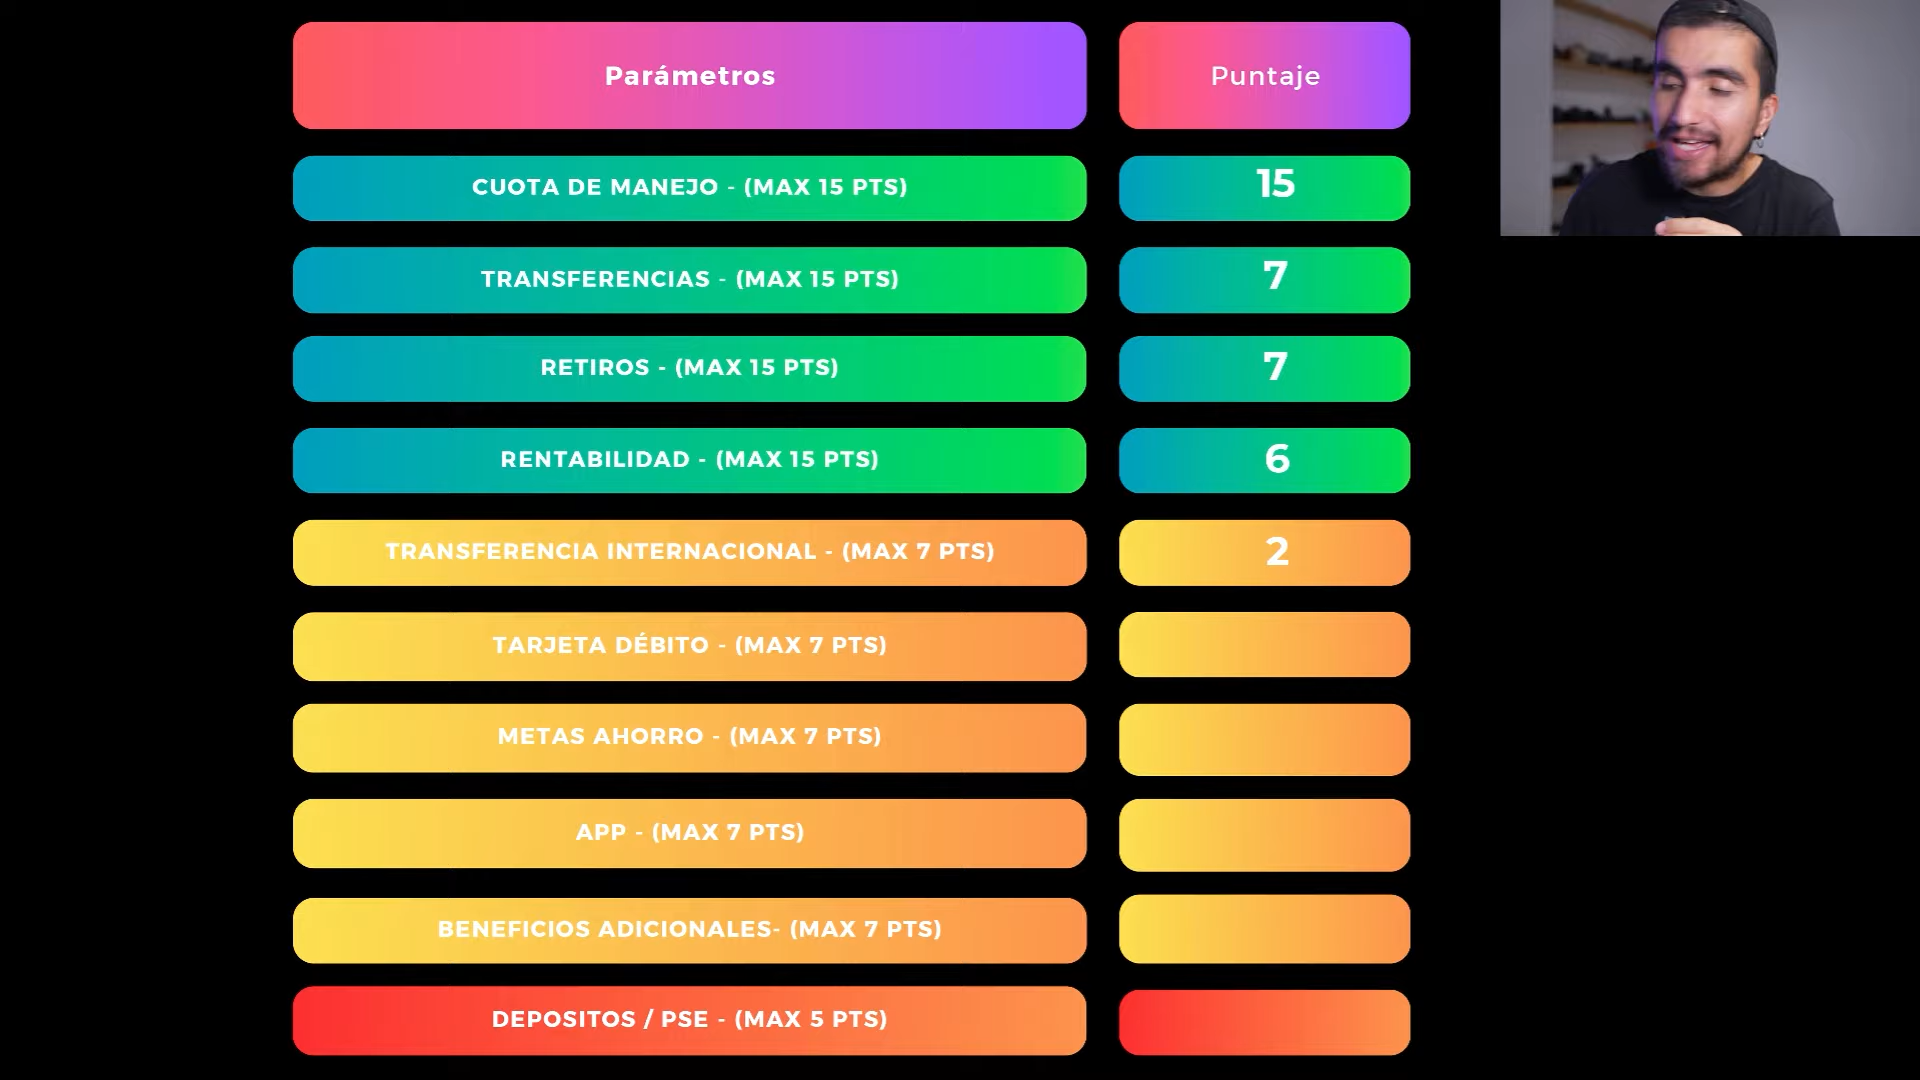 Parámetros
Puntaje
CUOTA DE MANEJO - (MAX 15 PTS)
15
TRANSFERENCIAS - (MAX 15 PTS)
7
RETIROS - (MAX 15 PTS)
7
RENTABILIDAD - (MAX 15 PTS)
6
TRANSFERENCIA INTERNACIONAL - (MAX 7 PTS)
2
TARJETA DÉBITO - (MAX 7 PTS)
METAS AHORRO - (MAX 7 PTS)
APP - (MAX 7 PTS)
BENEFICIOS ADICIONALES- (MAX 7 PTS)
DEPOSITOS / PSE - (MAX 5 PTS)